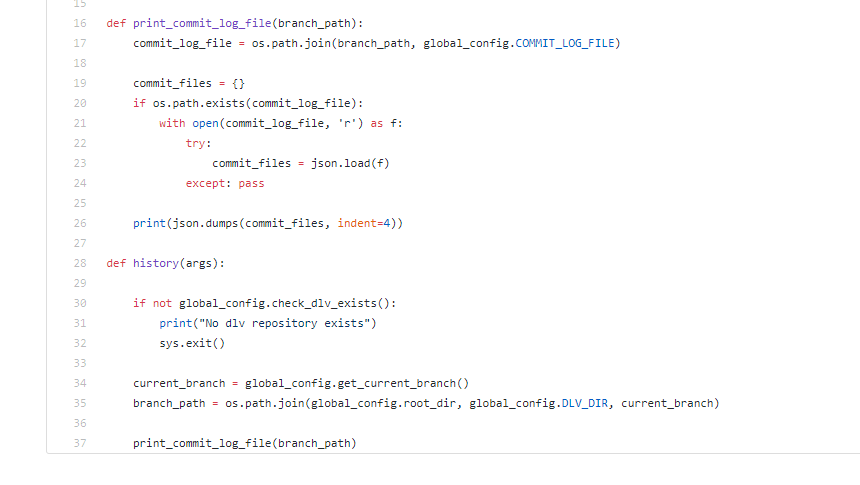 15
16 def print_commit_log_file(branch_path):
17     commit_log_file = os.path.join(branch_path, global_config.COMMIT_LOG_FILE)
18
19     commit_files = {}
20     if os.path.exists(commit_log_file):
21         with open(commit_log_file, 'r') as f:
22             try:
23                 commit_files = json.load(f)
24             except: pass
25
26     print(json.dumps(commit_files, indent=4))
27
28 def history(args):
29
30     if not global_config.check_dlv_exists():
31         print("No dlv repository exists")
32         sys.exit()
33
34     current_branch = global_config.get_current_branch()
35     branch_path = os.path.join(global_config.root_dir, global_config.DLV_DIR, current_branch)
36
37     print_commit_log_file(branch_path)